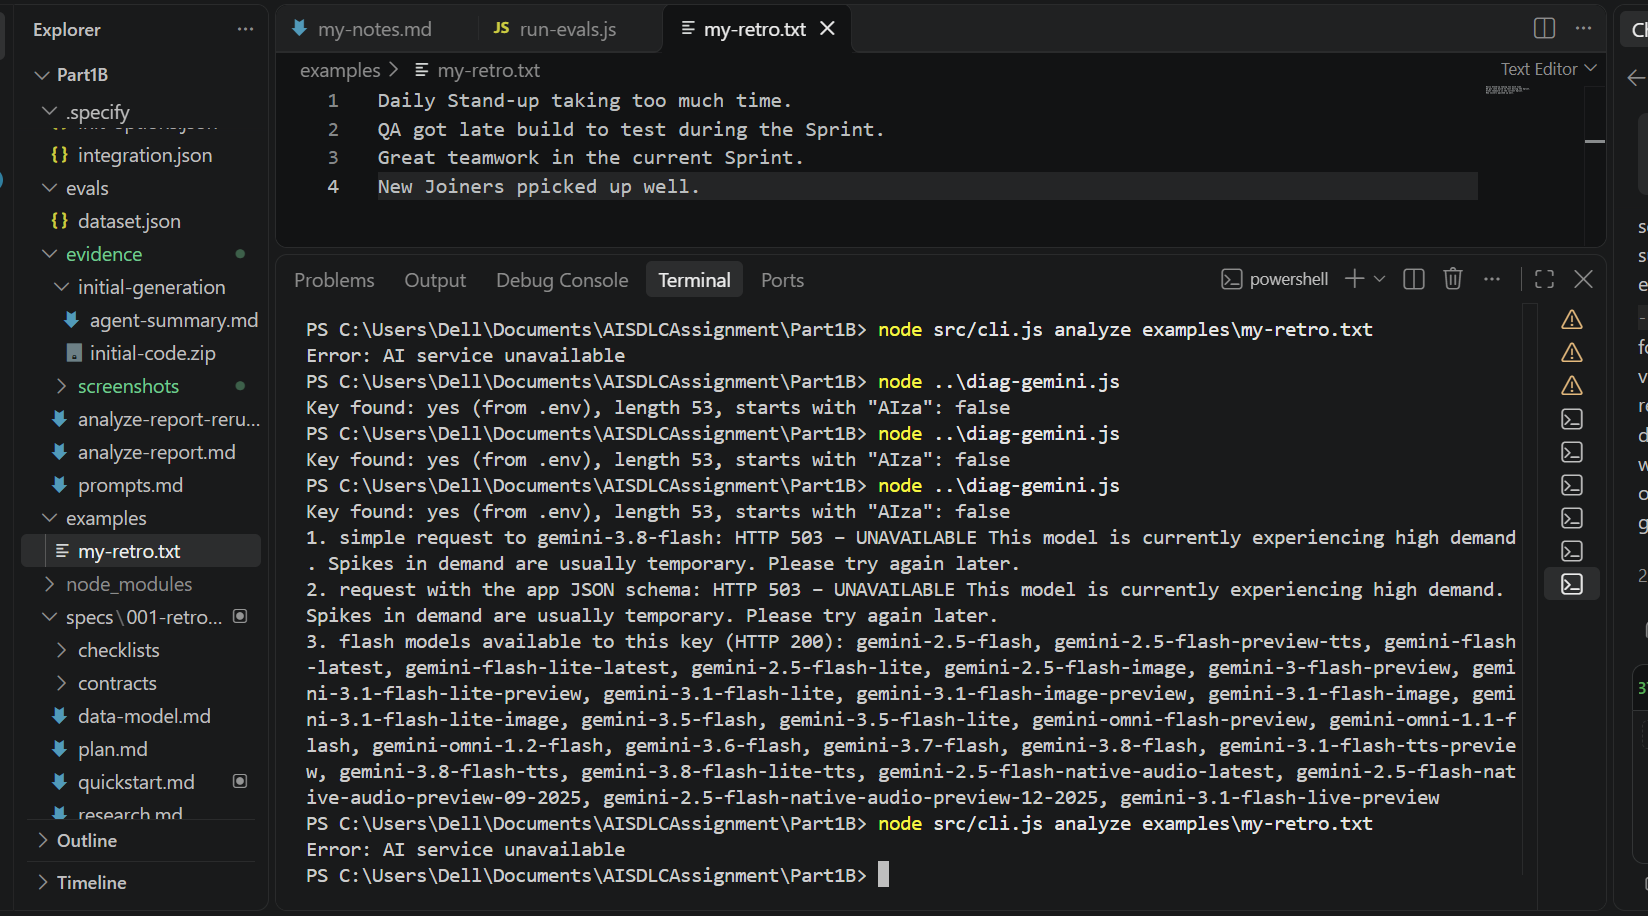 Explorer
Part1B
.specify
integration.json
evals
dataset.json
evidence
initial-generation
agent-summary.md
initial-code.zip
screenshots
analyze-report-reru...
analyze-report.md
prompts.md
examples
my-retro.txt
node_modules
specs\001-retro...
checklists
contracts
data-model.md
plan.md
quickstart.md
research.md
Outline
Timeline
my-notes.md
JS run-evals.js
my-retro.txt
examples > my-retro.txt
Text Editor
1 Daily Stand-up taking too much time.
2 QA got late build to test during the Sprint.
3 Great teamwork in the current Sprint.
4 New Joiners ppicked up well.
Problems Output Debug Console Terminal Ports
powershell
PS C:\Users\Dell\Documents\AISDLCAssignment\Part1B> node src/cli.js analyze examples\my-retro.txt
Error: AI service unavailable
PS C:\Users\Dell\Documents\AISDLCAssignment\Part1B> node ..\diag-gemini.js
Key found: yes (from .env), length 53, starts with "AIza": false
PS C:\Users\Dell\Documents\AISDLCAssignment\Part1B> node ..\diag-gemini.js
Key found: yes (from .env), length 53, starts with "AIza": false
PS C:\Users\Dell\Documents\AISDLCAssignment\Part1B> node ..\diag-gemini.js
Key found: yes (from .env), length 53, starts with "AIza": false
1. simple request to gemini-3.8-flash: HTTP 503 – UNAVAILABLE This model is currently experiencing high demand
. Spikes in demand are usually temporary. Please try again later.
2. request with the app JSON schema: HTTP 503 – UNAVAILABLE This model is currently experiencing high demand.
Spikes in demand are usually temporary. Please try again later.
3. flash models available to this key (HTTP 200): gemini-2.5-flash, gemini-2.5-flash-preview-tts, gemini-flash
-latest, gemini-flash-lite-latest, gemini-2.5-flash-lite, gemini-2.5-flash-image, gemini-3-flash-preview, gemi
ni-3.1-flash-lite-preview, gemini-3.1-flash-lite, gemini-3.1-flash-image-preview, gemini-3.1-flash-image, gemi
ni-3.1-flash-lite-image, gemini-3.5-flash, gemini-3.5-flash-lite, gemini-omni-flash-preview, gemini-omni-1.1-f
lash, gemini-omni-1.2-flash, gemini-3.6-flash, gemini-3.7-flash, gemini-3.8-flash, gemini-3.1-flash-tts-previe
w, gemini-3.8-flash-tts, gemini-3.8-flash-lite-tts, gemini-2.5-flash-native-audio-latest, gemini-2.5-flash-nat
ive-audio-preview-09-2025, gemini-2.5-flash-native-audio-preview-12-2025, gemini-3.1-flash-live-preview
PS C:\Users\Dell\Documents\AISDLCAssignment\Part1B> node src/cli.js analyze examples\my-retro.txt
Error: AI service unavailable
PS C:\Users\Dell\Documents\AISDLCAssignment\Part1B>